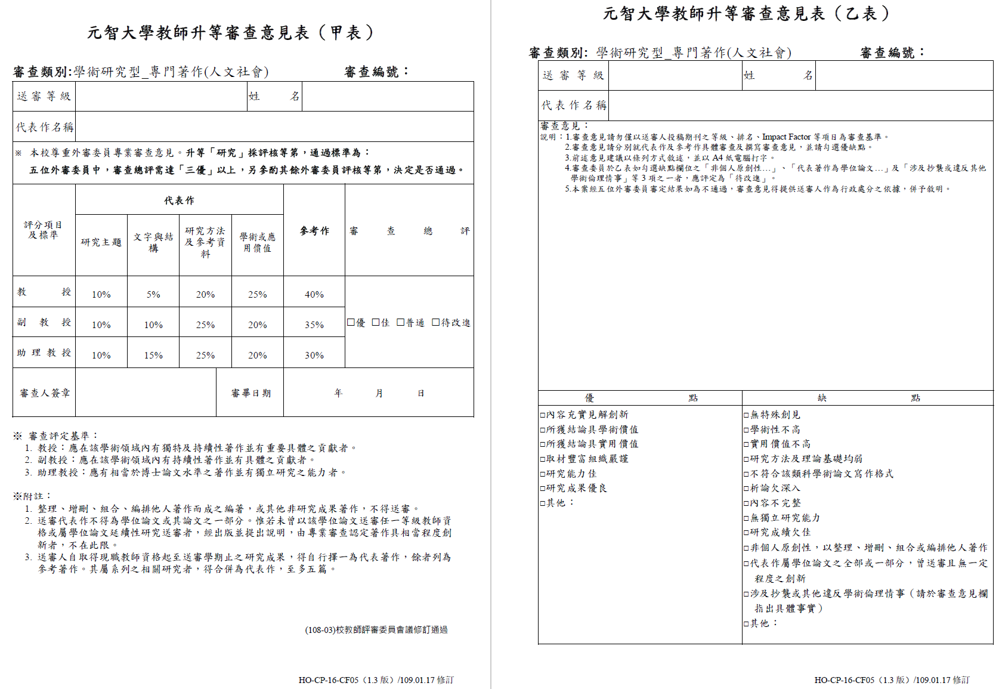 元智大學教師升等審查意見表（甲表）
審查類別:學術研究型_專門著作(人文社會) 審查編號：
送審等級 姓名
代表作名稱
※ 本校尊重外審委員專業審查意見。升等「研究」採評核等第，通過標準為：
五位外審委員中，審查總評需達「三優」以上，另參酌其餘外審委員評核等第，決定是否通過。
評分項目
及標準
代表作
研究主題
文字與結
構
研究方法
及參考資
料
學術或應
用價值
參考作
審查總評
教授 10% 5% 20% 25% 40%
副教授 10% 10% 25% 20% 35%
□優 □佳 □普通 □待改進
助理教授 10% 15% 25% 20% 30%
審查人簽章 審畢日期 年 月 日
※ 審查評定基準：
1. 教授：應在該學術領域內有獨特及持續性著作並有重要具體之貢獻者。
2. 副教授：應在該學術領域內有持續性著作並有具體之貢獻者。
3. 助理教授：應有相當於博士論文水準之著作並有獨立研究之能力者。
※附註：
1. 整理、增刪、組合、編排他人著作而成之編著，或其他非研究成果著作，不得送審。
2. 送審代表作不得為學位論文或其論文之一部分。惟若未曾以該學位論文送審任一等級教師資
格或屬學位論文延續性研究送審者，經出版並提出說明，由專業審查認定著作具相當程度創
新者，不在此限。
3. 送審人自取得現職教師資格起至送審學期止之研究成果，得自行擇一為代表著作，餘者列為
參考著作。其屬系列之相關研究者，得合併為代表作，至多五篇。
(108-03)校教師評審委員會議修訂通過
HO-CP-16-CF05（1.3 版）/109.01.17 修訂
元智大學教師升等審查意見表（乙表）
審查類別: 學術研究型_專門著作(人文社會) 審查編號：
送審等級 姓名
代表作名稱
審查意見：
說明：1.審查意見請勿僅以送審人投稿期刊之等級、排名、Impact Factor 等項目為審查基準。
2.審查意見請分別就代表作及參考作具體審查及撰寫審查意見，並請勾選優缺點。
3.前述意見建議以條列方式敘述，並以 A4 紙電腦打字。
4.審查委員於乙表如勾選缺點欄位之「非個人原創性…」、「代表著作為學位論文…」及「涉及抄襲或違反其他
學術倫理情事」等 3 項之一者，應評定為「待改進」。
5.本案經五位外審委員審定結果如為不通過，審查意見得提供送審人作為行政處分之依據，併予敘明。
優點
□內容充實見解創新
□所獲結論具學術價值
□所獲結論具實用價值
□取材豐富組織嚴謹
□研究能力佳
□研究成果優良
□其他：
缺點
□無特殊創見
□學術性不高
□實用價值不高
□研究方法及理論基礎均弱
□不符合該類科學術論文寫作格式
□析論欠深入
□內容不完整
□無獨立研究能力
□研究成績欠佳
□非個人原創性，以整理、增刪、組合或編排他人著作
□代表作屬學位論文之全部或一部分，曾送審且無一定
程度之創新
□涉及抄襲或其他違反學術倫理情事（請於審查意見欄
指出具體事實）
□其他：
HO-CP-16-CF05（1.3 版）/109.01.17 修訂